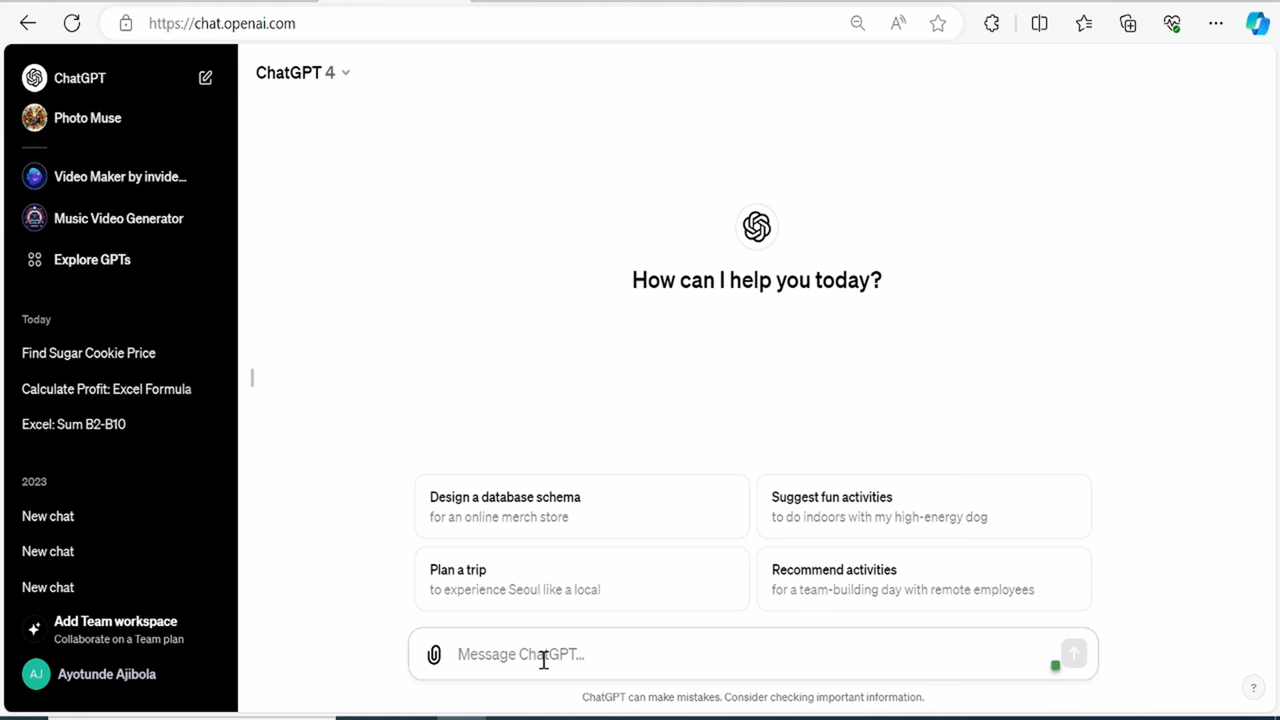 https://chat.openai.com
ChatGPT
Photo Muse
Video Maker by invide...
Music Video Generator
Explore GPTs
Today
Find Sugar Cookie Price
Calculate Profit: Excel Formula
Excel: Sum B2-B10
2023
New chat
New chat
New chat
Add Team workspace
Collaborate on a Team plan
AJ Ayotunde Ajibola
ChatGPT 4
How can I help you today?
Design a database schema
for an online merch store
Suggest fun activities
to do indoors with my high-energy dog
Plan a trip
to experience Seoul like a local
Recommend activities
for a team-building day with remote employees
Message ChatGPT...
ChatGPT can make mistakes. Consider checking important information.
?